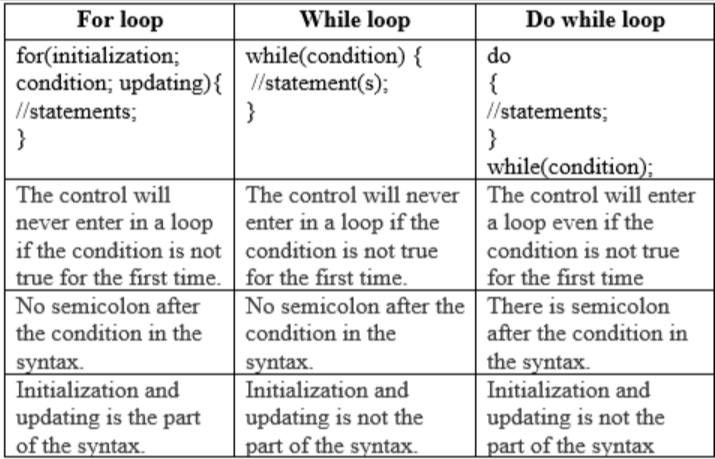 For loop
While loop
Do while loop
for(initialization;
condition; updating){
//statements;
}
while(condition) {
//statement(s);
}
do
{
//statements;
}
while(condition);
The control will
never enter in a loop
if the condition is not
true for the first time.
The control will never
enter in a loop if the
condition is not true
for the first time.
The control will enter
a loop even if the
condition is not true
for the first time
No semicolon after
the condition in the
syntax.
No semicolon after the
condition in the
syntax.
There is semicolon
after the condition in
the syntax.
Initialization and
updating is the part
of the syntax.
Initialization and
updating is not the
part of the syntax.
Initialization and
updating is not the
part of the syntax